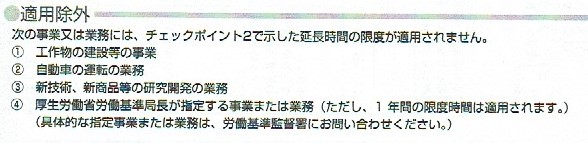 適用除外
次の事業又は業務には、チェックポイント2で示した延長時間の限度が適用されません。
① 工作物の建設等の事業
② 自動車の運転の業務
③ 新技術、新商品等の研究開発の業務
④ 厚生労働省労働基準局長が指定する事業または業務（ただし、1年間の限度時間は適用されます。）
（具体的な指定事業または業務は、労働基準監督署にお問い合わせください。）